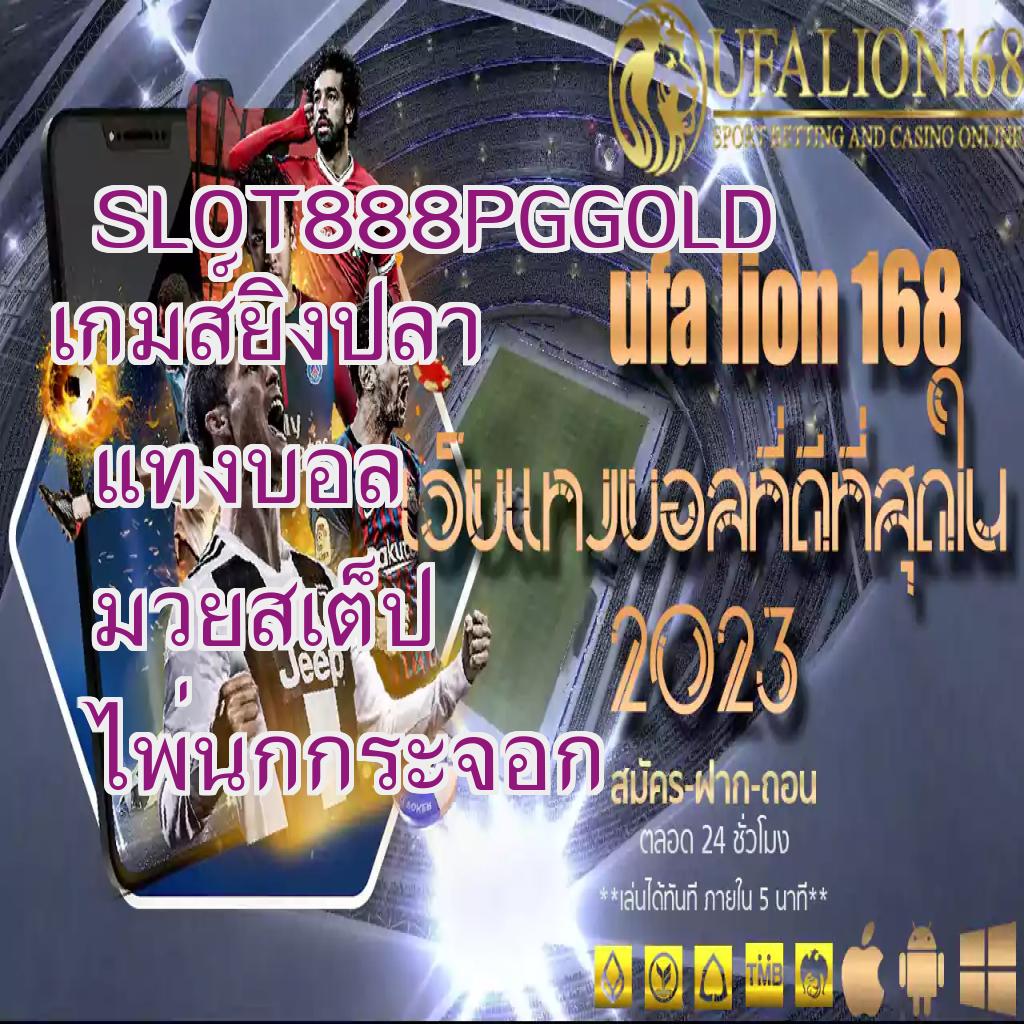 UFALION168
SPORT BETTING AND CASINO ONLINE
SLOT888PGGOLD
ufa lion 168
เกมส์ยิงปลา
แทงบอล
เว็บแทงบอลที่ดีที่สุดใน
มวยสเต็ป
2023
Jeep
ไพ่นกกระจอก
สมัคร-ฝาก-ถอน
ตลอด 24 ชั่วโมง
**เล่นได้ทันที ภายใน 5 นาที**
TMB